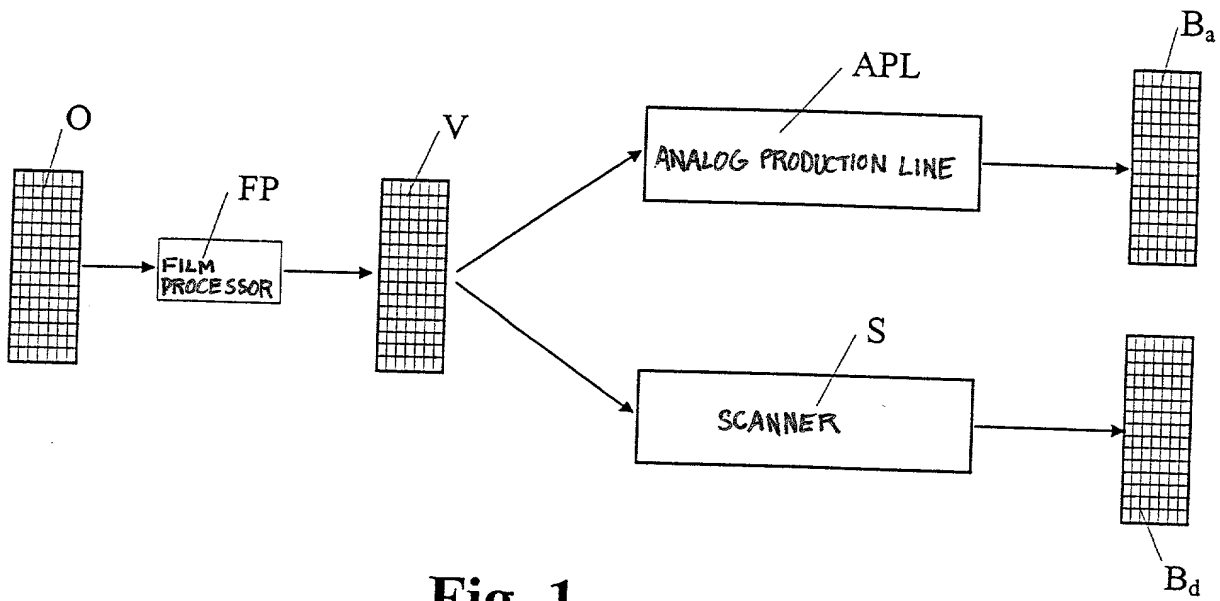 O
FP
FILM
PROCESSOR
V
APL
ANALOG PRODUCTION LINE
Ba
S
SCANNER
Bd
Fig. 1